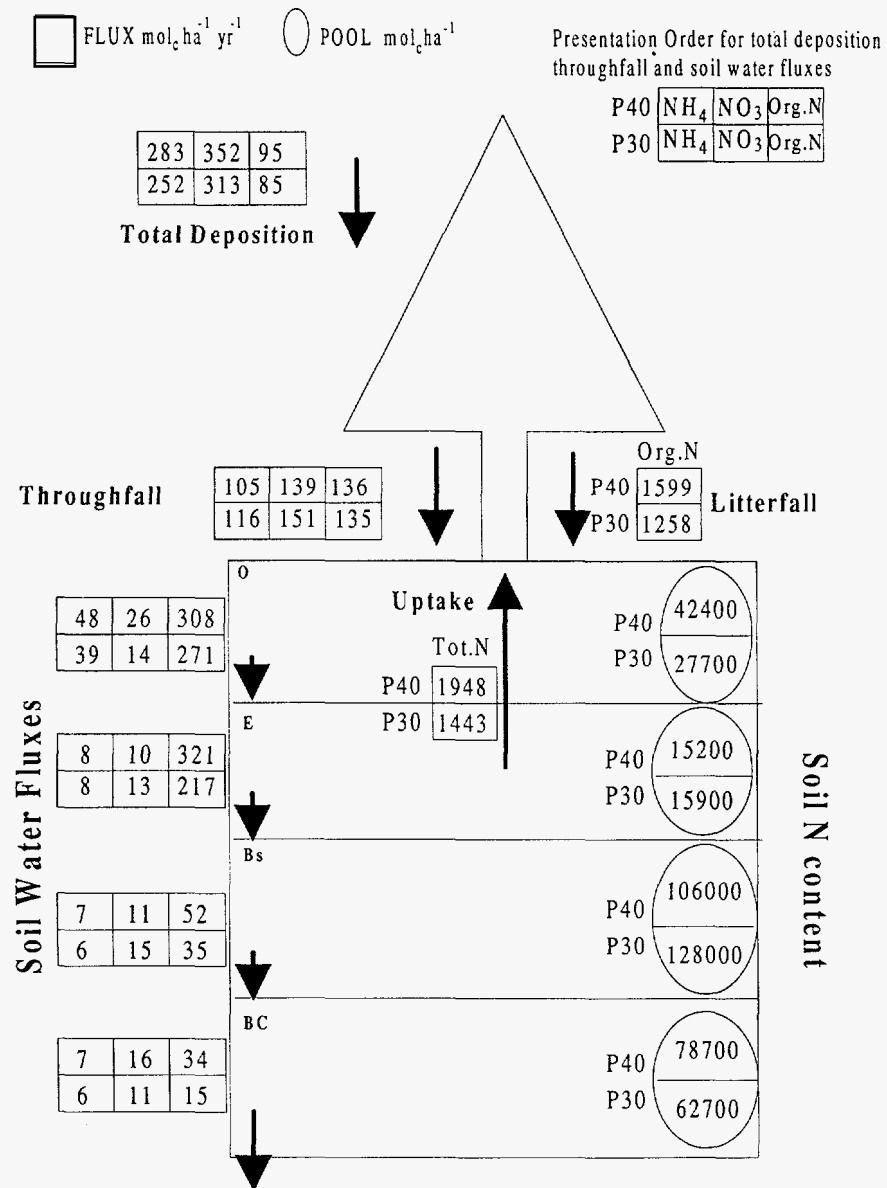 FLUX mol_c ha^-1 yr^-1
POOL mol_c ha^-1
Presentation Order for total deposition
throughfall and soil water fluxes
P40 NH4 NO3 Org.N
P30 NH4 NO3 Org.N
283 352 95
252 313 85
Total Deposition
Throughfall
105 139 136
116 151 135
Org.N
P40 1599
P30 1258
Litterfall
O
Uptake
Tot.N
P40 1948
P30 1443
48 26 308
39 14 271
P40 42400
P30 27700
E
8 10 321
8 13 217
P40 15200
P30 15900
Bs
7 11 52
6 15 35
P40 106000
P30 128000
BC
7 16 34
6 11 15
P40 78700
P30 62700
Soil Water Fluxes
Soil N content